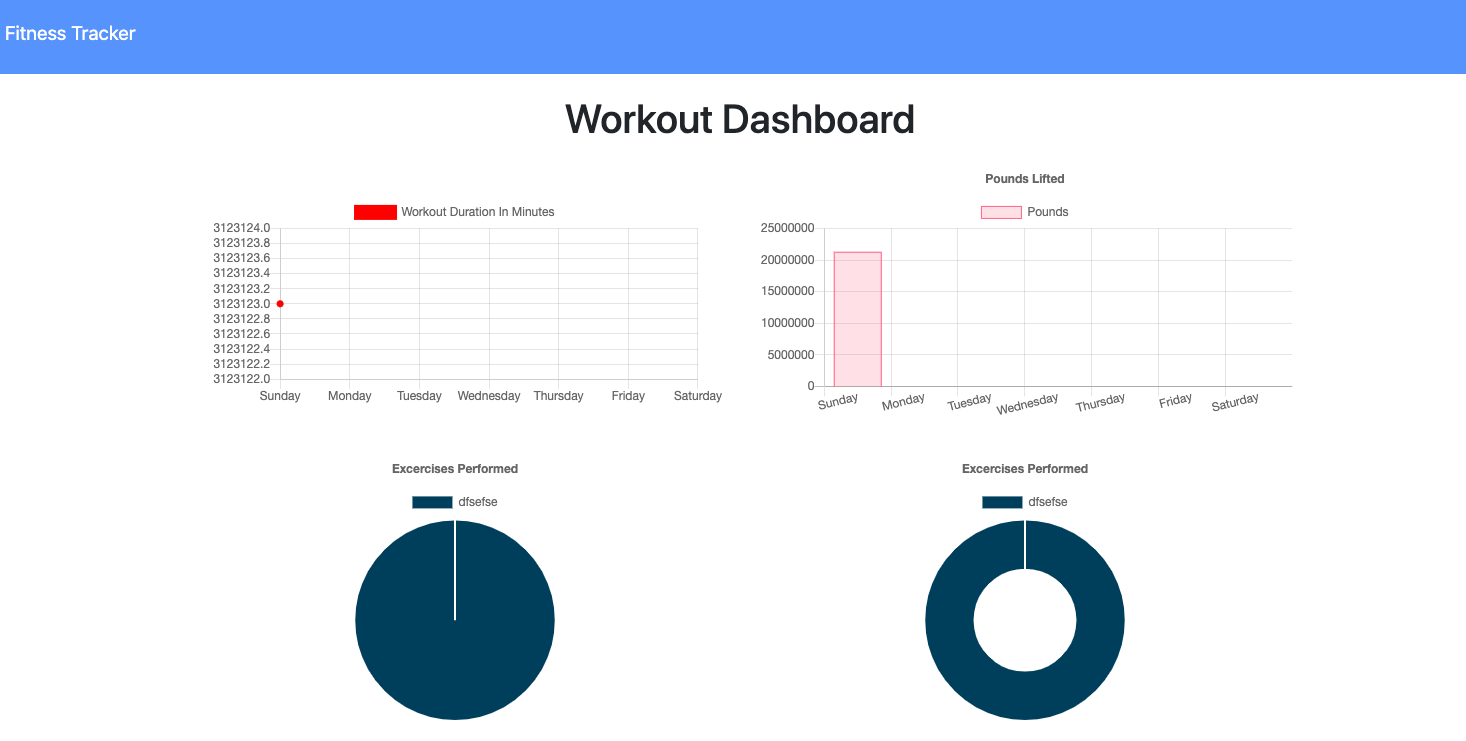 Fitness Tracker
Workout Dashboard
Workout Duration In Minutes
3123124.0
3123123.8
3123123.6
3123123.4
3123123.2
3123123.0
3123122.8
3123122.6
3123122.4
3123122.2
3123122.0
Sunday Monday Tuesday Wednesday Thursday Friday Saturday
Pounds Lifted
Pounds
25000000
20000000
15000000
10000000
5000000
0
Sunday Monday Tuesday Wednesday Thursday Friday Saturday
Excercises Performed
dfsefse
Excercises Performed
dfsefse